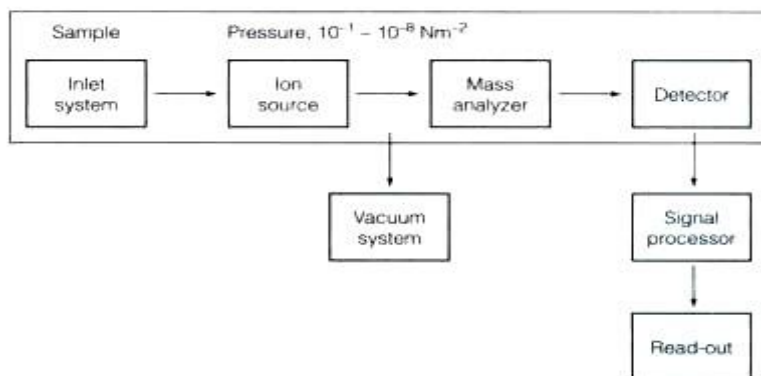 Sample
Pressure, 10⁻¹ – 10⁻⁸ Nm⁻²
Inlet
system
Ion
source
Mass
analyzer
Detector
Vacuum
system
Signal
processor
Read-out